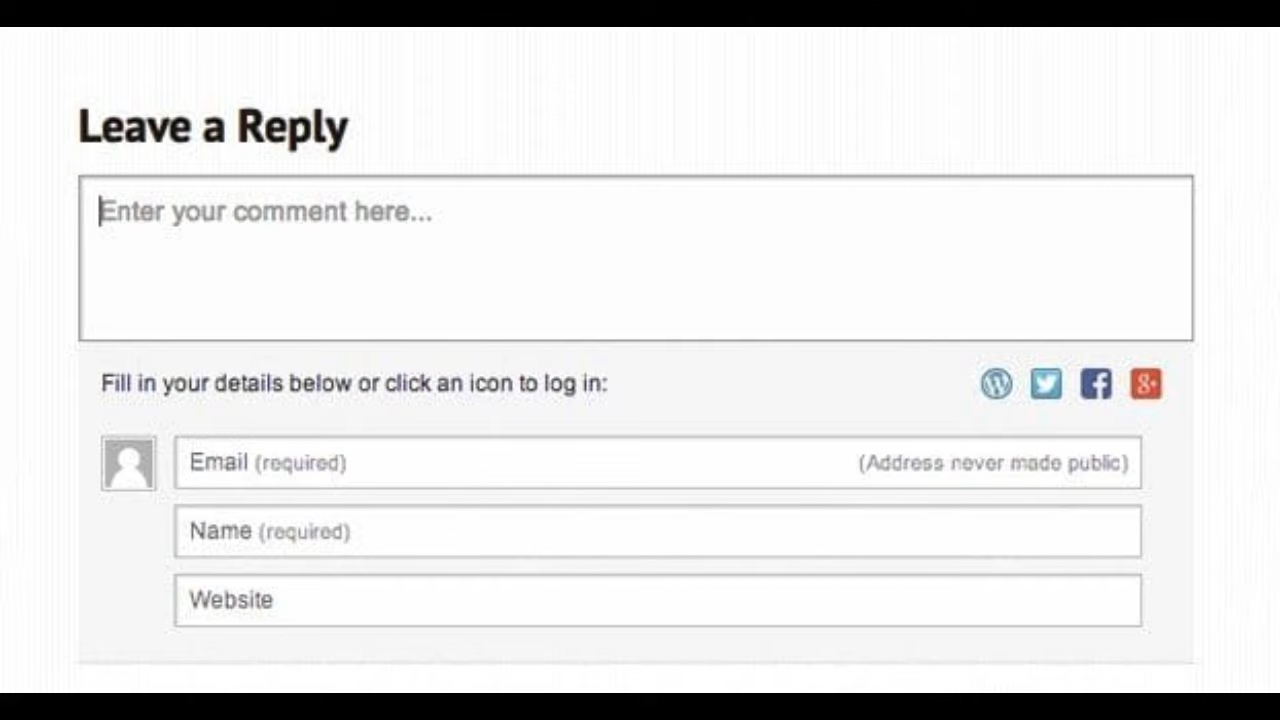 Leave a Reply
Enter your comment here...
Fill in your details below or click an icon to log in:
Email (required) (Address never made public)
Name (required)
Website